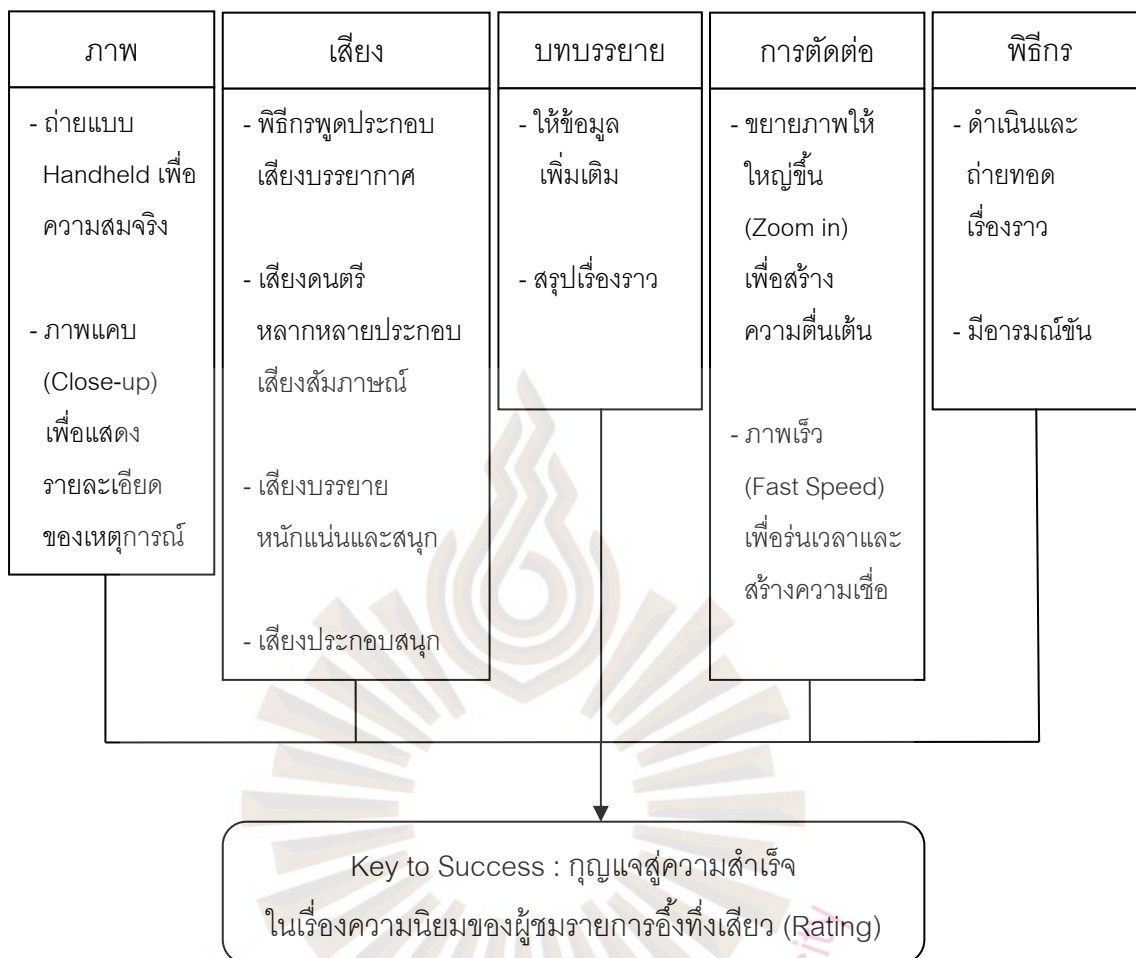 ภาพ
- ถ่ายแบบ
Handheld เพื่อ
ความสมจริง
- ภาพแคบ
(Close-up)
เพื่อแสดง
รายละเอียด
ของเหตุการณ์
เสียง
- พิธีกรพูดประกอบ
เสียงบรรยากาศ
- เสียงดนตรี
หลากหลายประกอบ
เสียงสัมภาษณ์
- เสียงบรรยาย
หนักแน่นและสนุก
- เสียงประกอบสนุก
บทบรรยาย
- ให้ข้อมูล
เพิ่มเติม
- สรุปเรื่องราว
การตัดต่อ
- ขยายภาพให้
ใหญ่ขึ้น
(Zoom in)
เพื่อสร้าง
ความตื่นเต้น
- ภาพเร็ว
(Fast Speed)
เพื่อร่นเวลาและ
สร้างความเชื่อ
พิธีกร
- ดำเนินและ
ถ่ายทอด
เรื่องราว
- มีอารมณ์ขัน
Key to Success : กุญแจสู่ความสำเร็จ
ในเรื่องความนิยมของผู้ชมรายการอึ้งทึ่งเสียว (Rating)